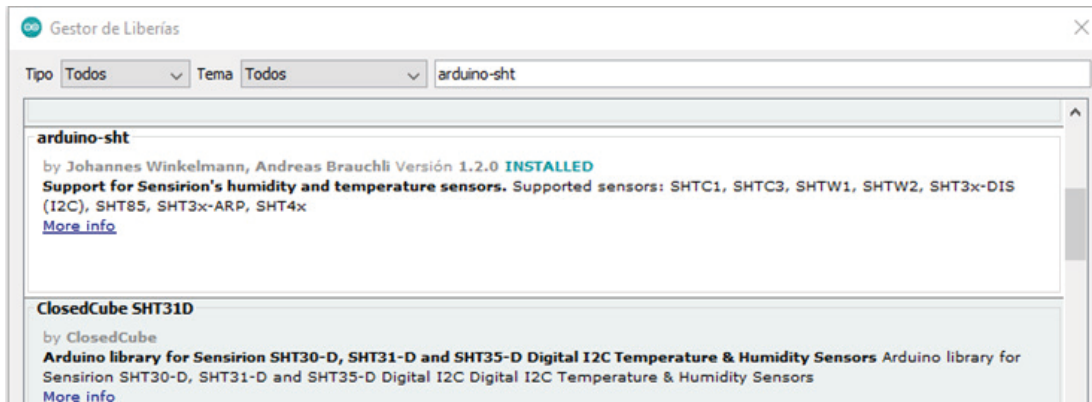 Gestor de Liberías
Tipo Todos Tema Todos arduino-sht
arduino-sht
by Johannes Winkelmann, Andreas Brauchli Versión 1.2.0 INSTALLED
Support for Sensirion's humidity and temperature sensors. Supported sensors: SHTC1, SHTC3, SHTW1, SHTW2, SHT3x-DIS
(I2C), SHT85, SHT3x-ARP, SHT4x
More info
ClosedCube SHT31D
by ClosedCube
Arduino library for Sensirion SHT30-D, SHT31-D and SHT35-D Digital I2C Temperature & Humidity Sensors Arduino library for
Sensirion SHT30-D, SHT31-D and SHT35-D Digital I2C Digital I2C Temperature & Humidity Sensors
More info